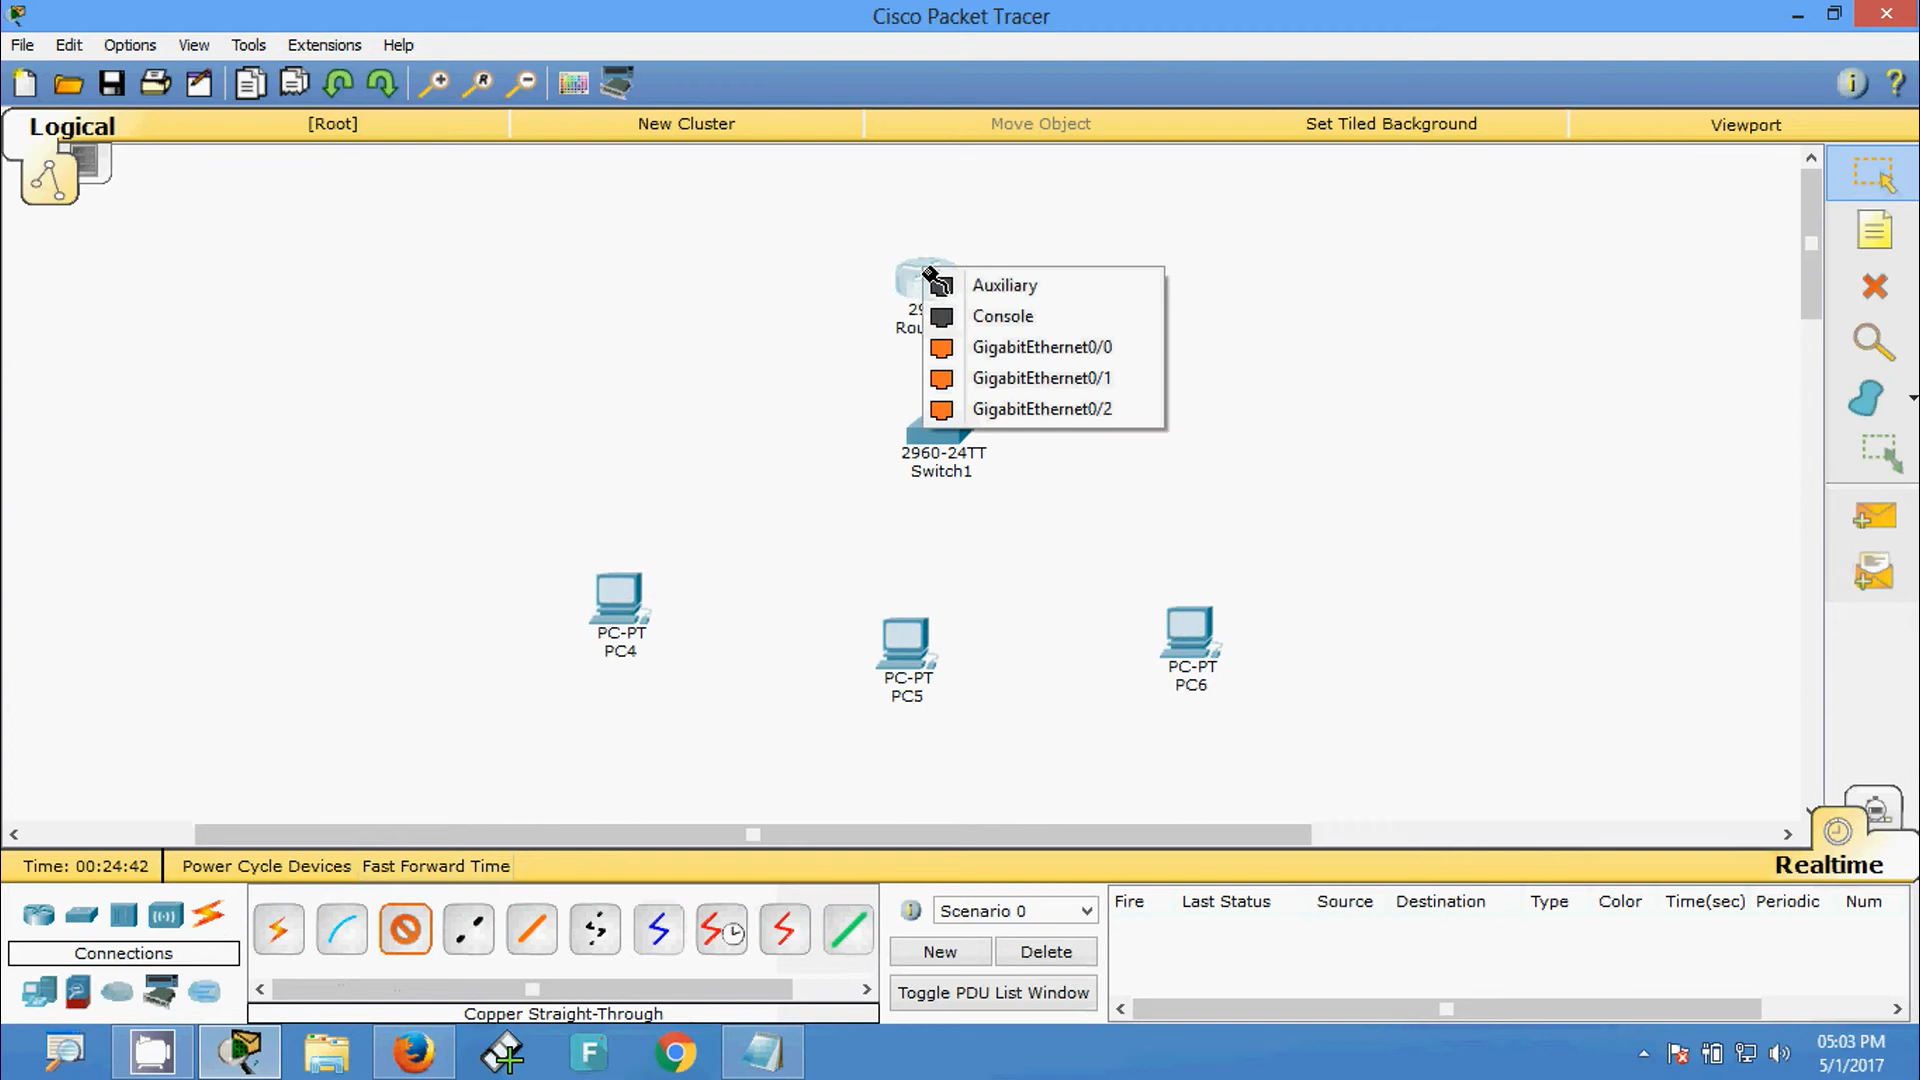 Cisco Packet Tracer
File Edit Options View Tools Extensions Help
Logical [Root] New Cluster Move Object Set Tiled Background Viewport
Auxiliary
Console
GigabitEthernet0/0
GigabitEthernet0/1
GigabitEthernet0/2
29
Rou
2960-24TT
Switch1
PC-PT
PC4
PC-PT
PC5
PC-PT
PC6
Time: 00:24:42 Power Cycle Devices Fast Forward Time
Realtime
Connections
Copper Straight-Through
Scenario 0
New Delete
Toggle PDU List Window
Fire Last Status Source Destination Type Color Time(sec) Periodic Num
05:03 PM
5/1/2017